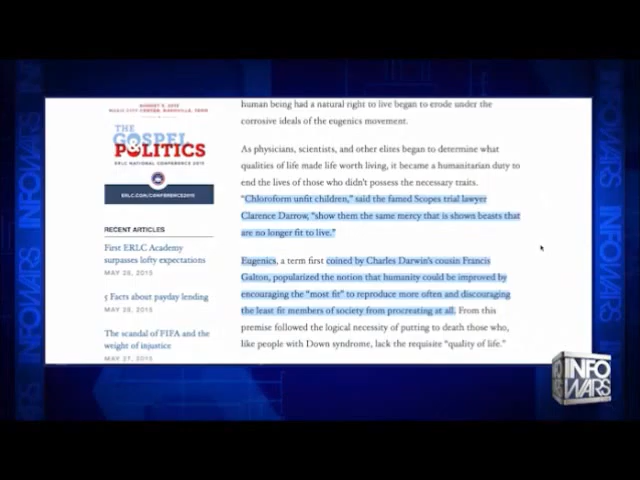 AUGUST 5, 2015
MUSIC CITY CENTER, NASHVILLE, TENN
THE
GOSPEL
& POLITICS
ERLC NATIONAL CONFERENCE 2015
ERLC.COM/CONFERENCE2015
RECENT ARTICLES
First ERLC Academy
surpasses lofty expectations
MAY 28, 2015
5 Facts about payday lending
MAY 28, 2015
The scandal of FIFA and the
weight of injustice
MAY 27, 2015
human being had a natural right to live began to erode under the
corrosive ideals of the eugenics movement.
As physicians, scientists, and other elites began to determine what
qualities of life made life worth living, it became a humanitarian duty to
end the lives of those who didn't possess the necessary traits.
"Chloroform unfit children," said the famed Scopes trial lawyer
Clarence Darrow, "show them the same mercy that is shown beasts that
are no longer fit to live."
Eugenics, a term first coined by Charles Darwin's cousin Francis
Galton, popularized the notion that humanity could be improved by
encouraging the "most fit" to reproduce more often and discouraging
the least fit members of society from procreating at all. From this
premise followed the logical necessity of putting to death those who,
like people with Down syndrome, lack the requisite "quality of life."
INFO
WARS
INFOWARS
INFOWARS